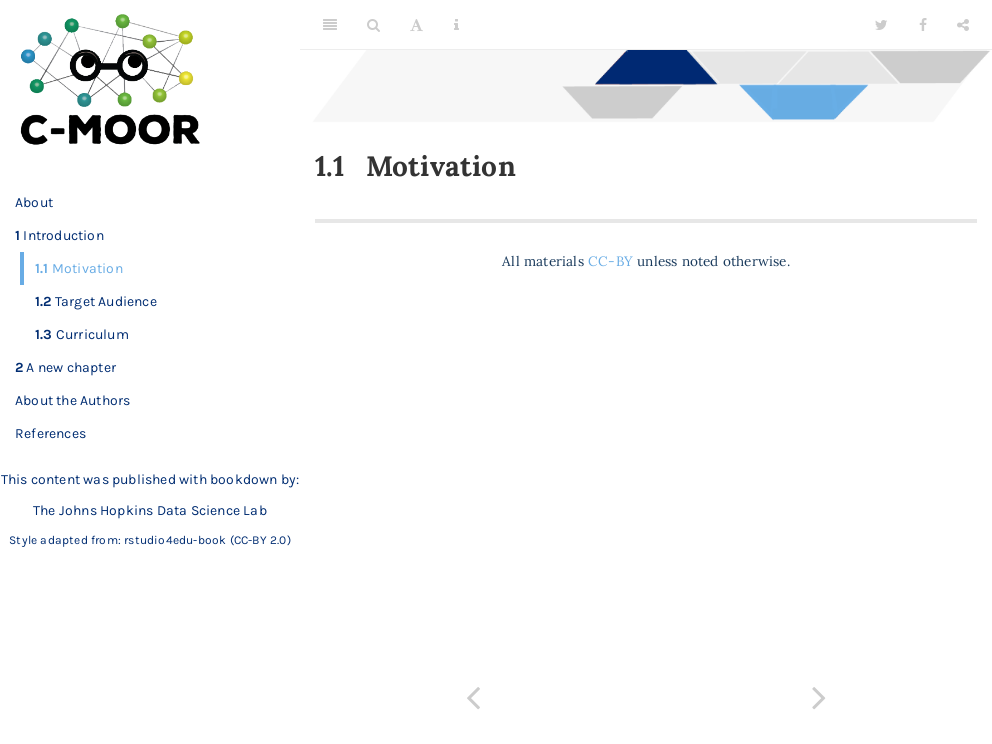 C-MOOR
About
1 Introduction
1.1 Motivation
1.2 Target Audience
1.3 Curriculum
2 A new chapter
About the Authors
References
This content was published with bookdown by:
The Johns Hopkins Data Science Lab
Style adapted from: rstudio4edu-book (CC-BY 2.0)
1.1 Motivation
All materials CC-BY unless noted otherwise.